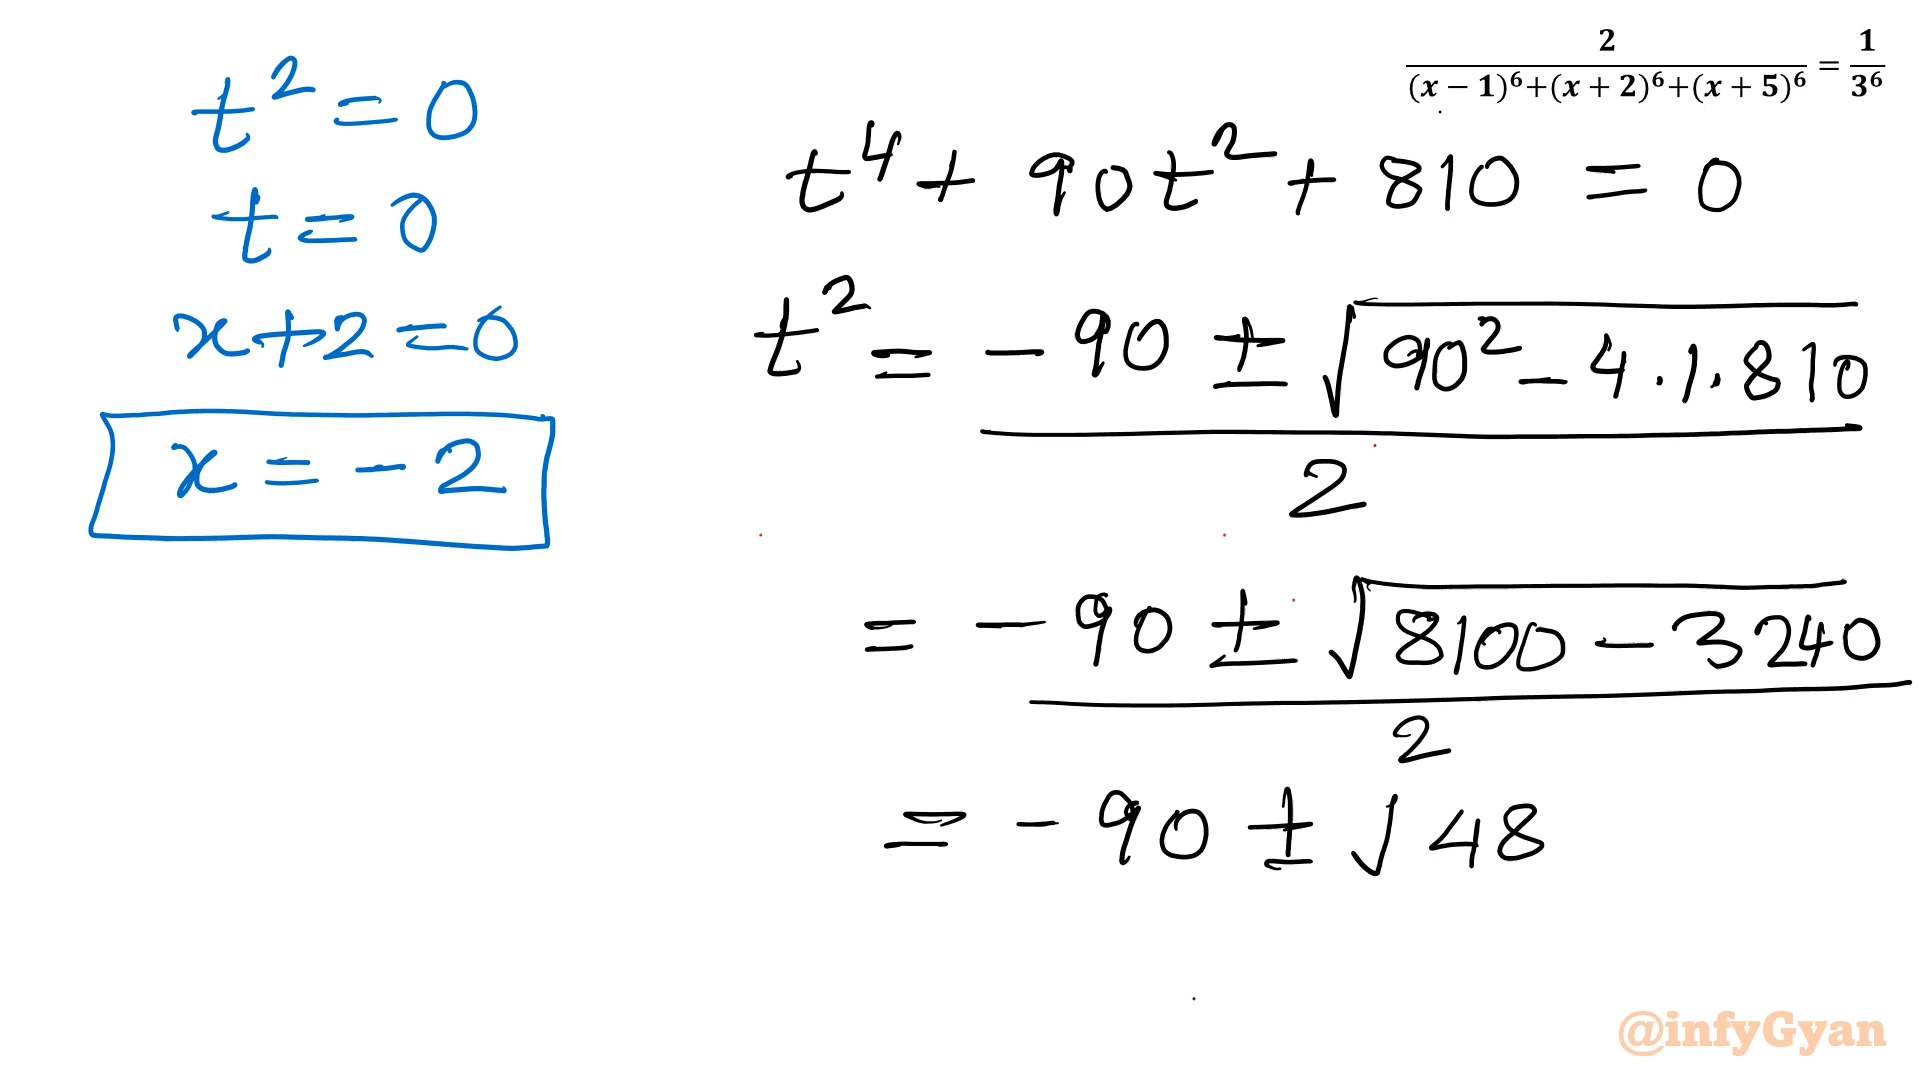 t² = 0
t = 0
x + 2 = 0
x = - 2
2 / ((x − 1)⁶+(x + 2)⁶+(x + 5)⁶) = 1 / 3⁶
t⁴ + 90t² + 810 = 0
t² = (- 90 ± √(90² - 4 . 1 . 810)) / 2
= (- 90 ± √(8100 - 3240)) / 2
= - 90 ± √ 48
@infyGyan